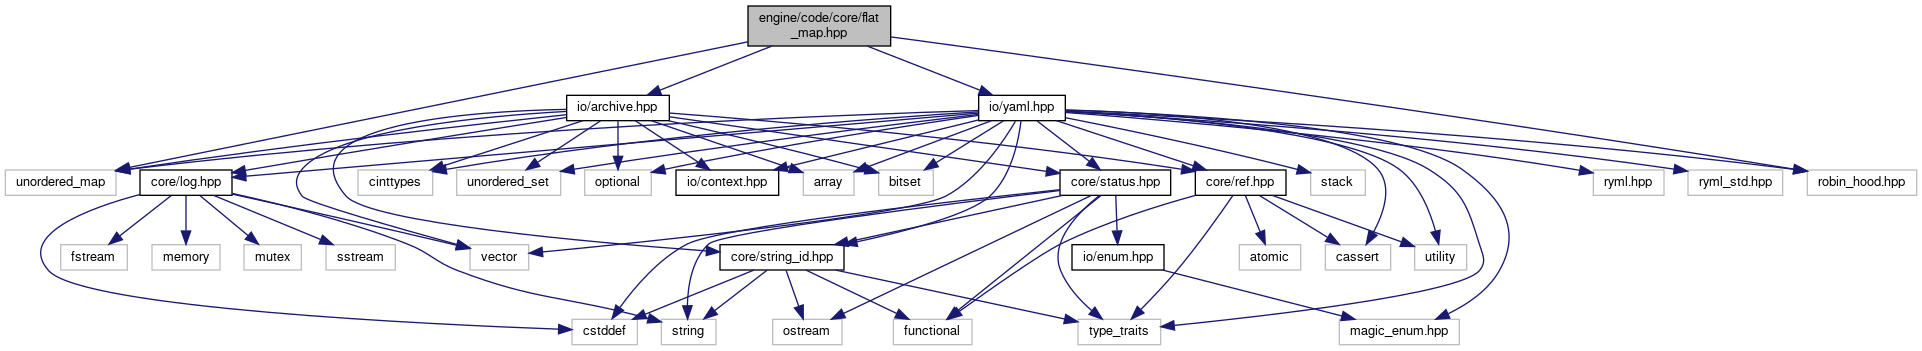 engine/code/core/flat
_map.hpp
io/archive.hpp
io/yaml.hpp
unordered_map
core/log.hpp
cinttypes
unordered_set
optional
io/context.hpp
array
bitset
core/status.hpp
core/ref.hpp
stack
ryml.hpp
ryml_std.hpp
robin_hood.hpp
fstream
memory
mutex
sstream
vector
core/string_id.hpp
io/enum.hpp
atomic
cassert
utility
cstddef
string
ostream
functional
type_traits
magic_enum.hpp